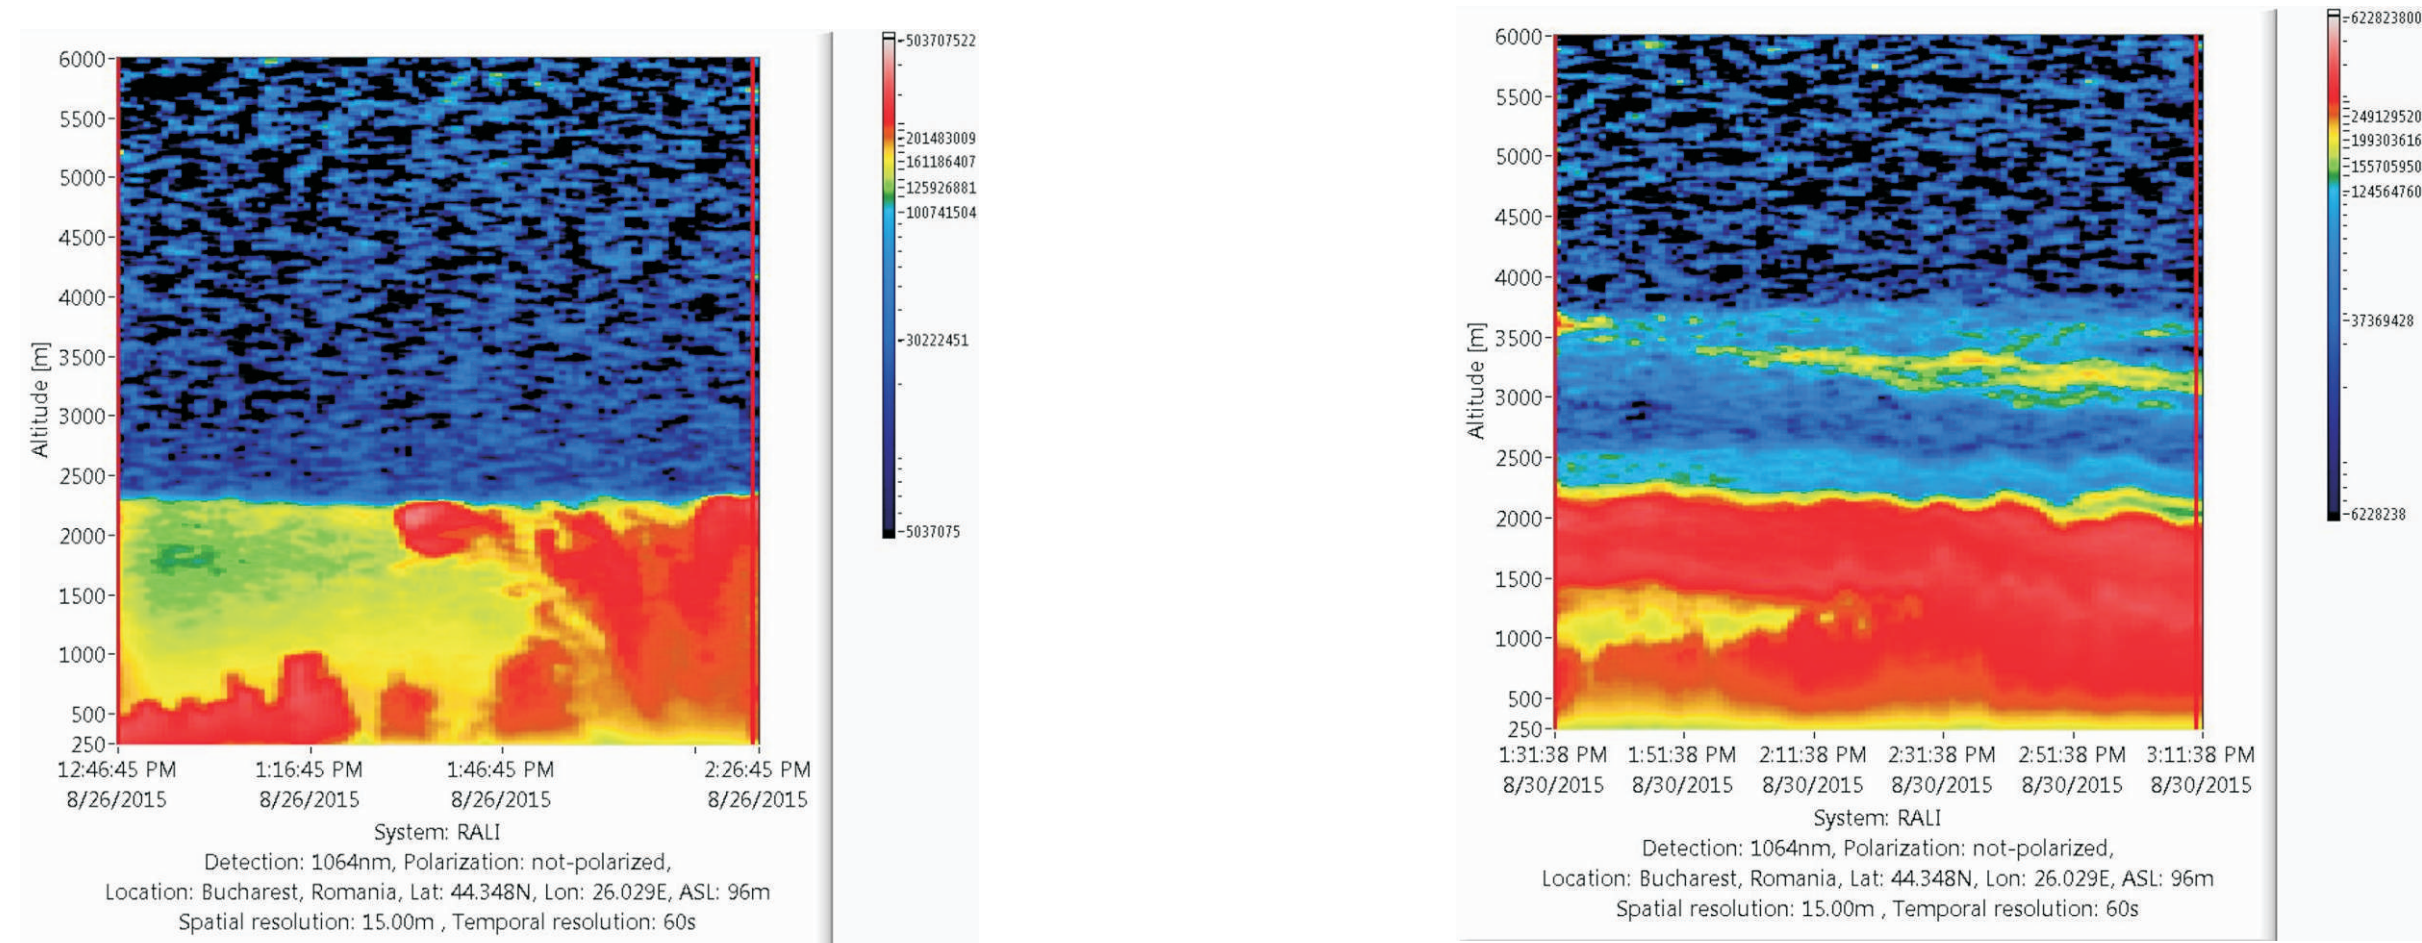 503707522
6000
5500
201483009
161186407
125926881
5000
100741504
4500
4000
30222451
3500
Altitude [m]
3000
2500
5037075
2000
1500
1000
500
250
12:46:45 PM 1:16:45 PM 1:46:45 PM 2:26:45 PM
8/26/2015 8/26/2015 8/26/2015 8/26/2015
System: RALI
Detection: 1064nm, Polarization: not-polarized,
Location: Bucharest, Romania, Lat: 44.348N, Lon: 26.029E, ASL: 96m
Spatial resolution: 15.00m , Temporal resolution: 60s
622823800
6000
5500
249129520
199303616
155705950
5000
124564760
4500
4000
37369428
3500
Altitude [m]
3000
2500
6228238
2000
1500
1000
500
250
1:31:38 PM 1:51:38 PM 2:11:38 PM 2:31:38 PM 2:51:38 PM 3:11:38 PM
8/30/2015 8/30/2015 8/30/2015 8/30/2015 8/30/2015 8/30/2015
System: RALI
Detection: 1064nm, Polarization: not-polarized,
Location: Bucharest, Romania, Lat: 44.348N, Lon: 26.029E, ASL: 96m
Spatial resolution: 15.00m , Temporal resolution: 60s